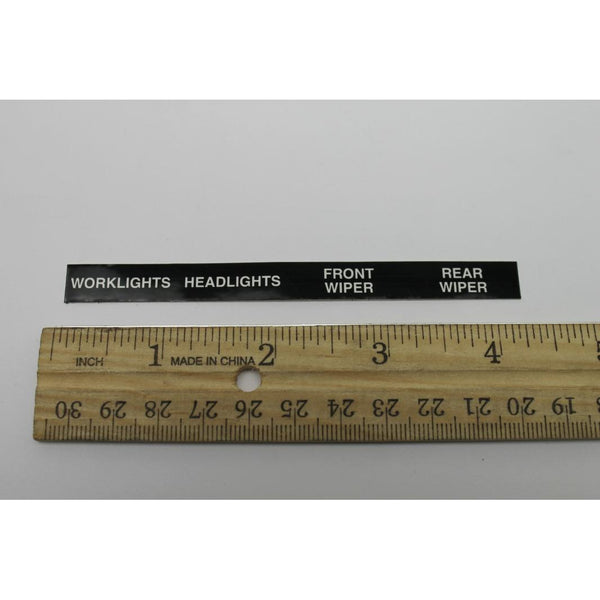 WORKLIGHTS HEADLIGHTS FRONT WIPER REAR WIPER
INCH 1 MADE IN CHINA 2 3 4 5
30 29 28 27 26 25 24 23 22 21 20 19